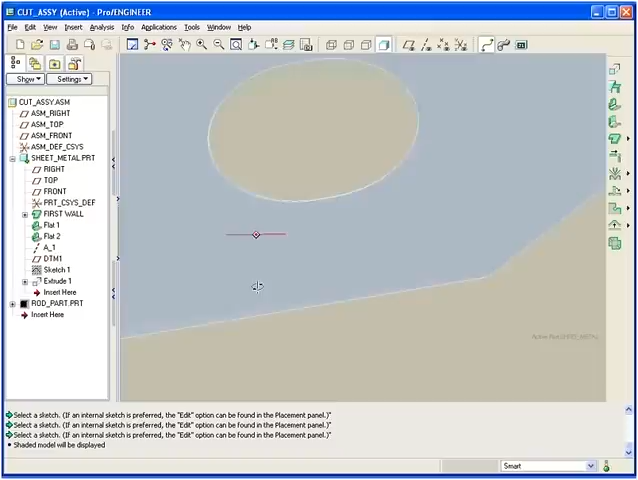 CUT_ASSY (Active) - Pro/ENGINEER
File Edit View Insert Analysis Info Applications Tools Window Help
Show Settings
CUT_ASSY.ASM
ASM_RIGHT
ASM_TOP
ASM_FRONT
ASM_DEF_CSYS
SHEET_METAL.PRT
RIGHT
TOP
FRONT
PRT_CSYS_DEF
FIRST WALL
Flat 1
Flat 2
A_1
DTM1
Sketch 1
Extrude 1
Insert Here
ROD_PART.PRT
Insert Here
Select a sketch. (If an internal sketch is preferred, the "Edit" option can be found in the Placement panel.)"
Select a sketch. (If an internal sketch is preferred, the "Edit" option can be found in the Placement panel.)"
Select a sketch. (If an internal sketch is preferred, the "Edit" option can be found in the Placement panel.)"
Shaded model will be displayed
Smart